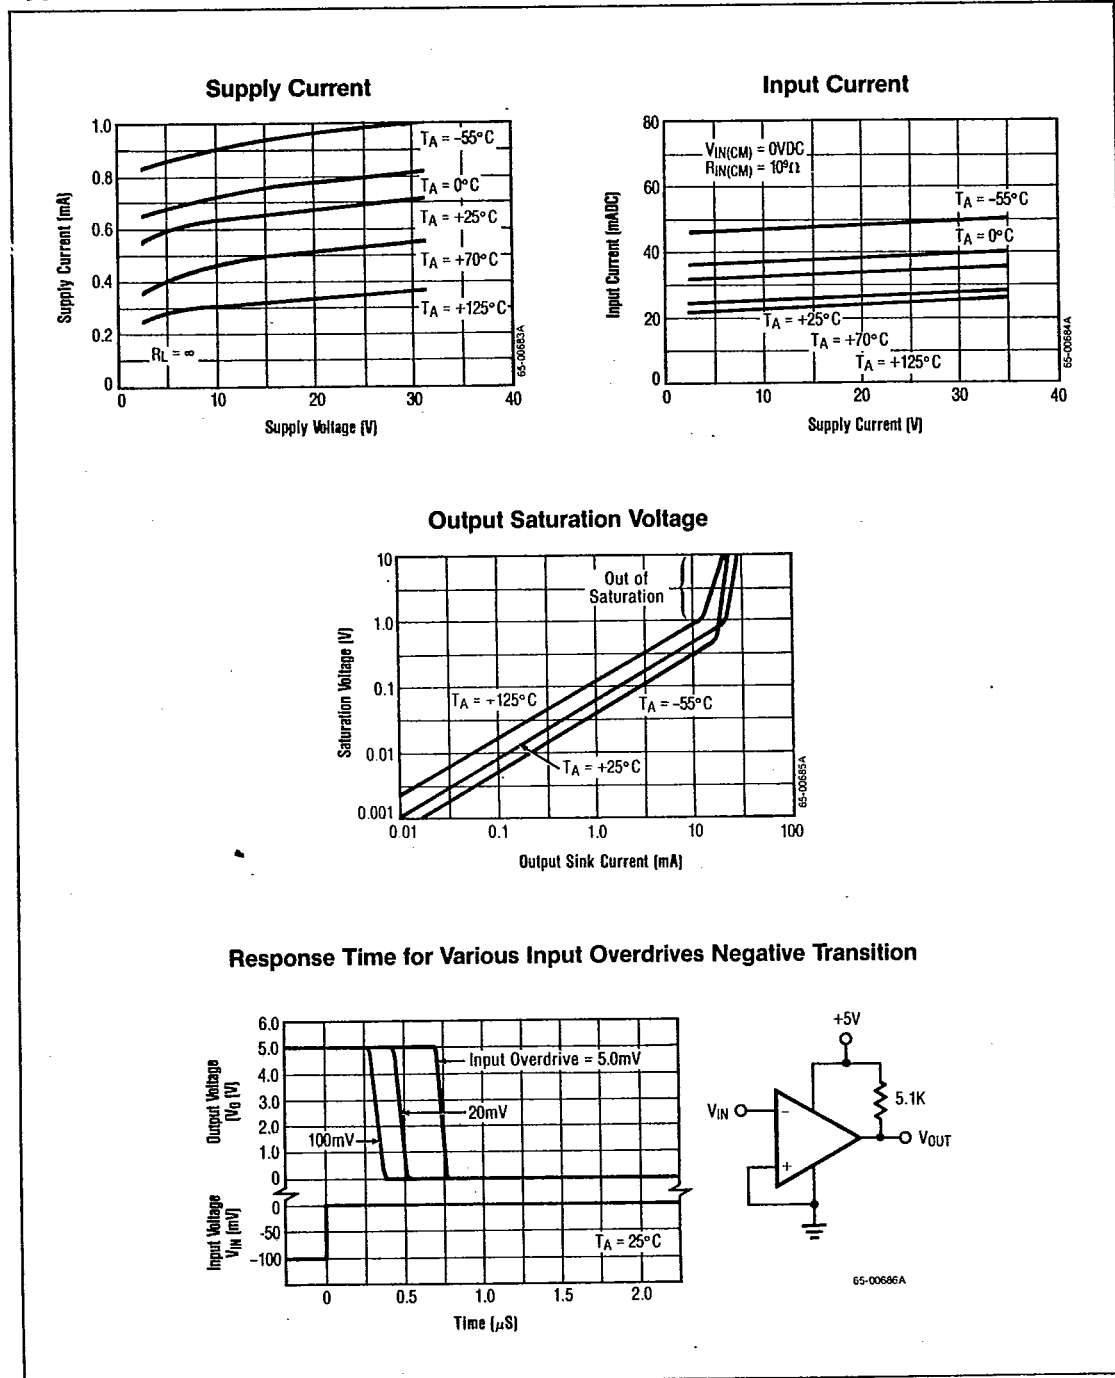 Supply Current
Supply Current (mA)
1.0
0.8
0.6
0.4
0.2
0
TA = -55°C
TA = 0°C
TA = +25°C
TA = +70°C
TA = +125°C
RL = ∞
65-00683A
0 10 20 30 40
Supply Voltage (V)
Input Current
Input Current (mADC)
80
60
40
20
0
VIN(CM) = 0VDC
RIN(CM) = 10⁹Ω
TA = -55°C
TA = 0°C
TA = +25°C
TA = +70°C
TA = +125°C
65-00684A
0 10 20 30 40
Supply Current (V)
Output Saturation Voltage
Saturation Voltage (V)
10
1.0
0.1
0.01
0.001
Out of
Saturation
TA = +125°C
TA = -55°C
TA = +25°C
65-00685A
0.01 0.1 1.0 10 100
Output Sink Current (mA)
Response Time for Various Input Overdrives Negative Transition
Output Voltage
(VO (V)
6.0
5.0
4.0
3.0
2.0
1.0
0
Input Overdrive = 5.0mV
20mV
100mV
Input Voltage
VIN (mV)
0
-50
-100
TA = 25°C
0 0.5 1.0 1.5 2.0
Time (μS)
+5V
5.1K
VIN
-
+
VOUT
65-00686A